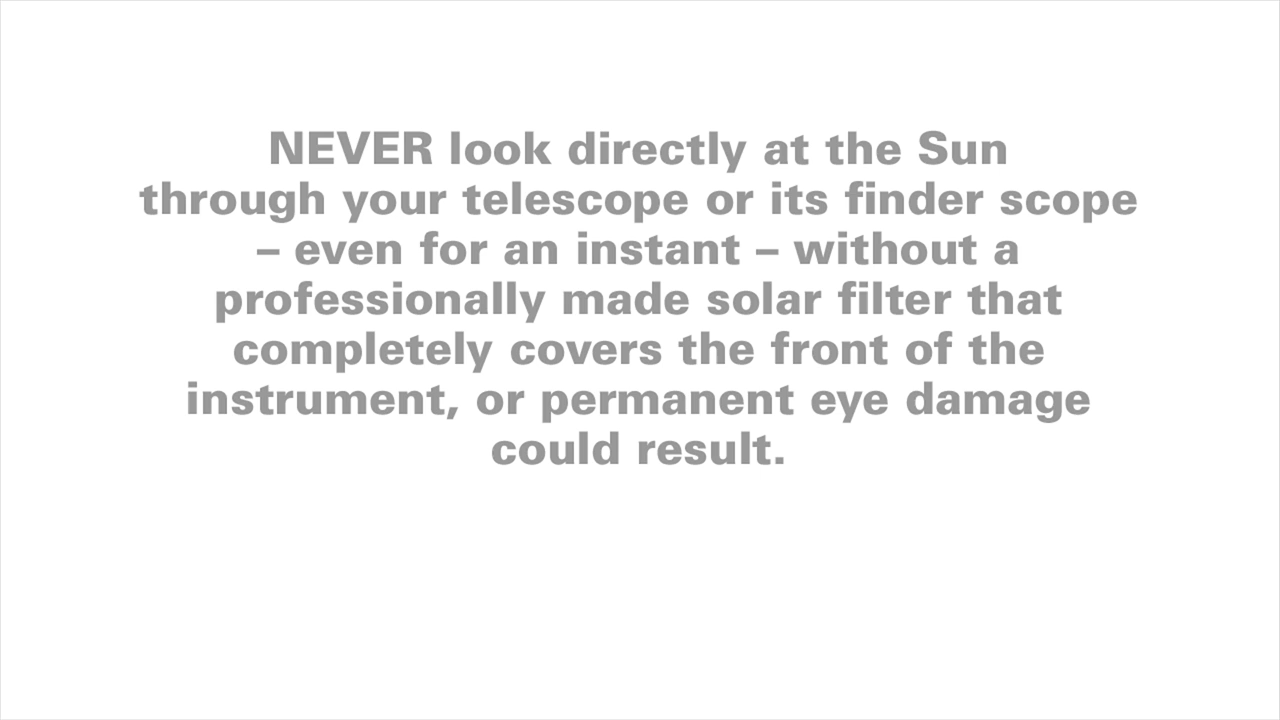 NEVER look directly at the Sun
through your telescope or its finder scope
– even for an instant – without a
professionally made solar filter that
completely covers the front of the
instrument, or permanent eye damage
could result.